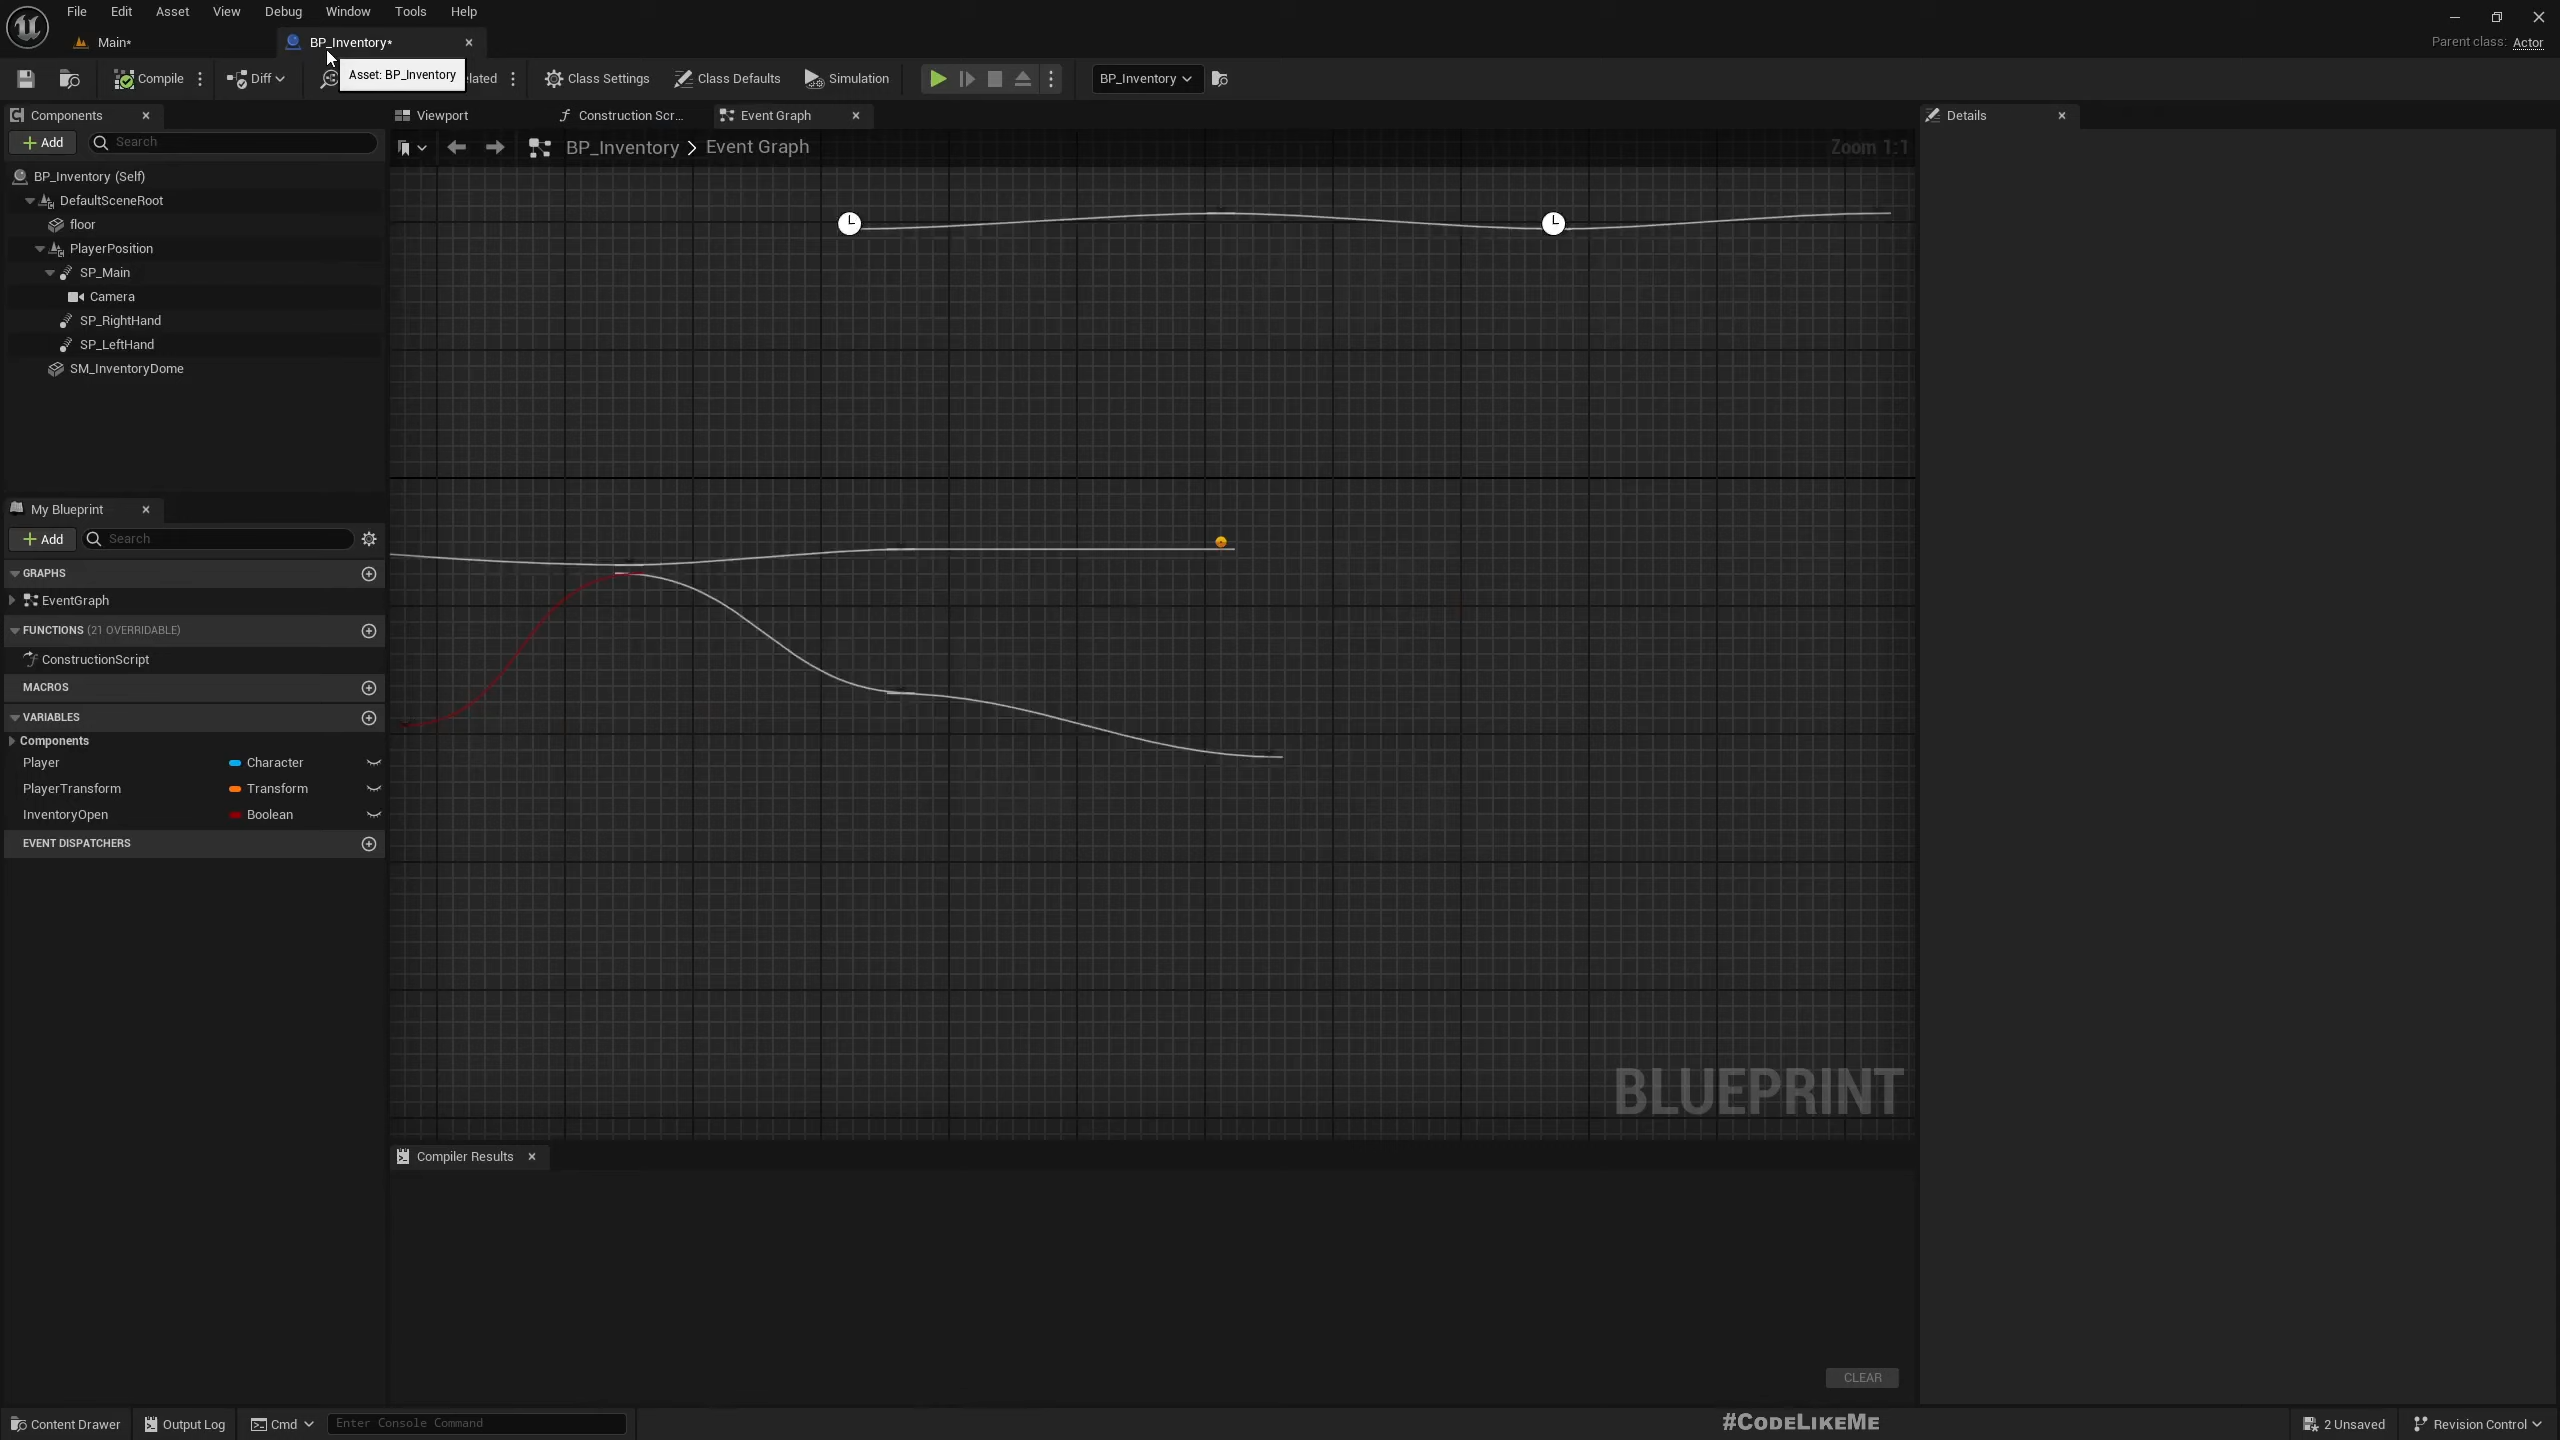 File Edit Asset View Debug Window Tools Help
Main* BP_Inventory* Parent class: Actor
Asset: BP_Inventory
Compile Diff elated Class Settings Class Defaults Simulation BP_Inventory
Components Viewport Construction Scr... Event Graph Details
Add Search BP_Inventory > Event Graph Zoom 1:1
BP_Inventory (Self)
DefaultSceneRoot
floor
PlayerPosition
SP_Main
Camera
SP_RightHand
SP_LeftHand
SM_InventoryDome
My Blueprint
Add Search
GRAPHS
EventGraph
FUNCTIONS (21 OVERRIDABLE)
ConstructionScript
MACROS
VARIABLES
Components
Player Character
PlayerTransform Transform
InventoryOpen Boolean
EVENT DISPATCHERS
BLUEPRINT
Compiler Results
CLEAR
Content Drawer Output Log Cmd Enter Console Command #CODELIKEME 2 Unsaved Revision Control